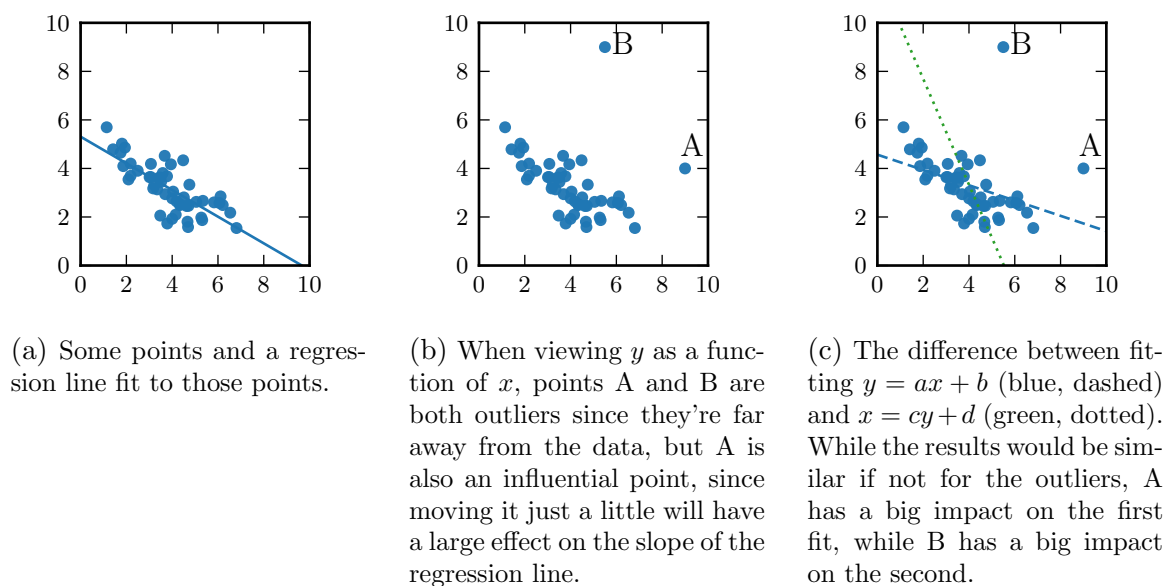 10
8
6
4
2
0
0 2 4 6 8 10
10
8
6
4
2
0
0 2 4 6 8 10
B
A
10
8
6
4
2
0
0 2 4 6 8 10
B
A
(a) Some points and a regres-
sion line fit to those points.
(b) When viewing y as a func-
tion of x, points A and B are
both outliers since they're far
away from the data, but A is
also an influential point, since
moving it just a little will have
a large effect on the slope of the
regression line.
(c) The difference between fit-
ting y = ax + b (blue, dashed)
and x = cy + d (green, dotted).
While the results would be sim-
ilar if not for the outliers, A
has a big impact on the first
fit, while B has a big impact
on the second.